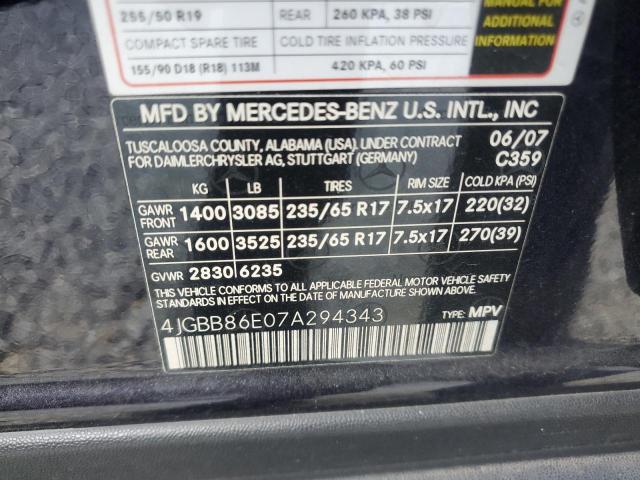 255/50 R19 REAR 260 KPA, 38 PSI MANUAL FOR
ADDITIONAL
COMPACT SPARE TIRE COLD TIRE INFLATION PRESSURE INFORMATION
155/90 D18 (R18) 113M 420 KPA, 60 PSI
MFD BY MERCEDES-BENZ U.S. INTL., INC
TUSCALOOSA COUNTY, ALABAMA (USA). UNDER CONTRACT 06/07
FOR DAIMLERCHRYSLER AG, STUTTGART (GERMANY) C359
KG LB TIRES RIM SIZE COLD KPA (PSI)
GAWR FRONT 1400 3085 235/65 R17 7.5x17 220(32)
GAWR REAR 1600 3525 235/65 R17 7.5x17 270(39)
GVWR 2830 6235
THIS VEHICLE CONFORMS TO ALL APPLICABLE FEDERAL MOTOR VEHICLE SAFETY
STANDARDS IN EFFECT ON THE DATE OF MANUFACTURE SHOWN ABOVE.
4JGBB86E07A294343
TYPE: MPV